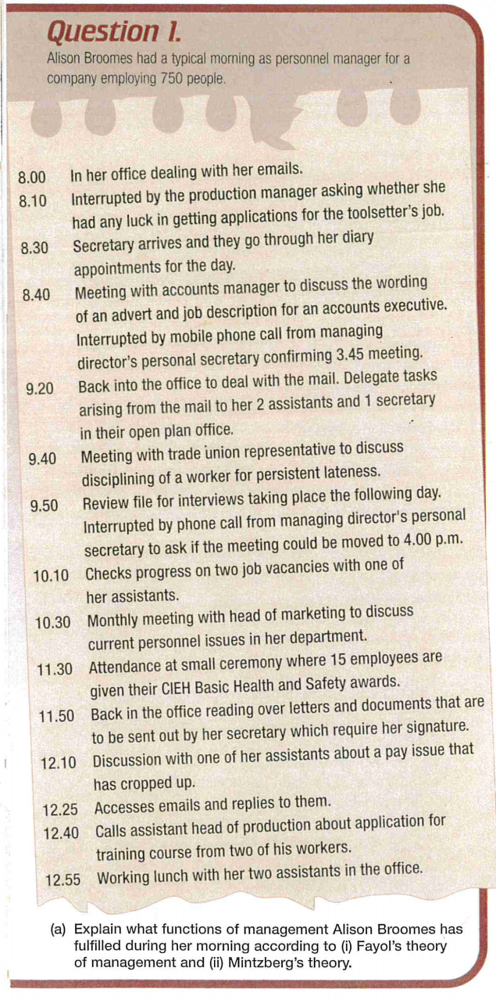 Question 1.
Alison Broomes had a typical morning as personnel manager for a
company employing 750 people.
8.00 In her office dealing with her emails.
8.10 Interrupted by the production manager asking whether she
had any luck in getting applications for the toolsetter's job.
8.30 Secretary arrives and they go through her diary
appointments for the day.
8.40 Meeting with accounts manager to discuss the wording
of an advert and job description for an accounts executive.
Interrupted by mobile phone call from managing
director's personal secretary confirming 3.45 meeting.
9.20 Back into the office to deal with the mail. Delegate tasks
arising from the mail to her 2 assistants and 1 secretary
in their open plan office.
9.40 Meeting with trade union representative to discuss
disciplining of a worker for persistent lateness.
9.50 Review file for interviews taking place the following day.
Interrupted by phone call from managing director's personal
secretary to ask if the meeting could be moved to 4.00 p.m.
10.10 Checks progress on two job vacancies with one of
her assistants.
10.30 Monthly meeting with head of marketing to discuss
current personnel issues in her department.
11.30 Attendance at small ceremony where 15 employees are
given their CIEH Basic Health and Safety awards.
11.50 Back in the office reading over letters and documents that are
to be sent out by her secretary which require her signature.
12.10 Discussion with one of her assistants about a pay issue that
has cropped up.
12.25 Accesses emails and replies to them.
12.40 Calls assistant head of production about application for
training course from two of his workers.
12.55 Working lunch with her two assistants in the office.
(a) Explain what functions of management Alison Broomes has
fulfilled during her morning according to (i) Fayol's theory
of management and (ii) Mintzberg's theory.